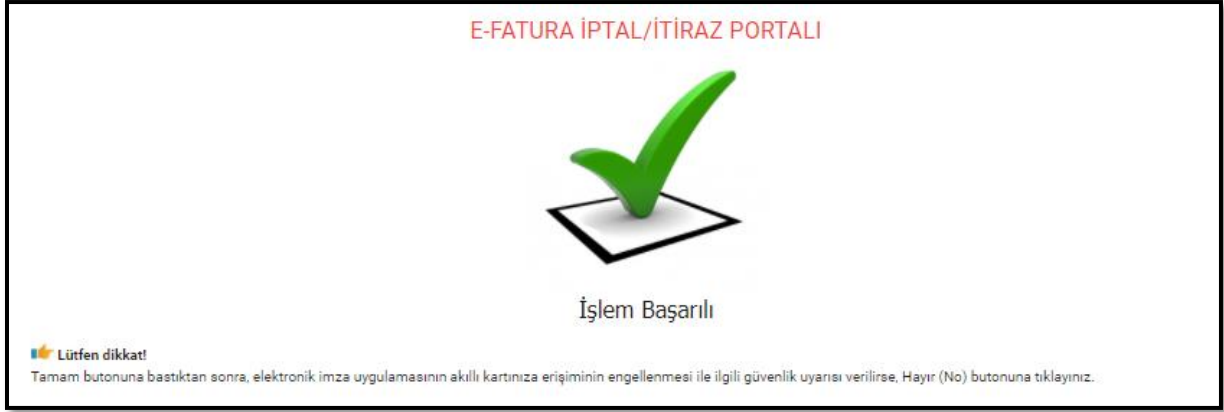 E-FATURA İPTAL/İTİRAZ PORTALI
İşlem Başarılı
Lütfen dikkat!
Tamam butonuna bastıktan sonra, elektronik imza uygulamasının akıllı kartınıza erişiminin engellenmesi ile ilgili güvenlik uyarısı verilirse, Hayır (No) butonuna tıklayınız.